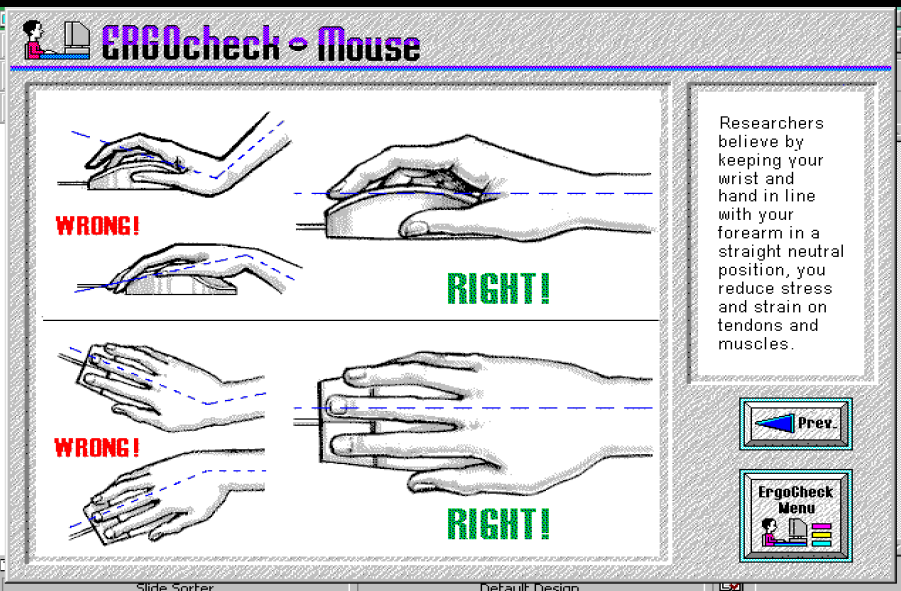 ERGOcheck - Mouse
WRONG!
RIGHT!
WRONG!
RIGHT!
Researchers
believe by
keeping your
wrist and
hand in line
with your
forearm in a
straight neutral
position, you
reduce stress
and strain on
tendons and
muscles.
Prev.
ErgoCheck
Menu
Slide Sorter
Default Design